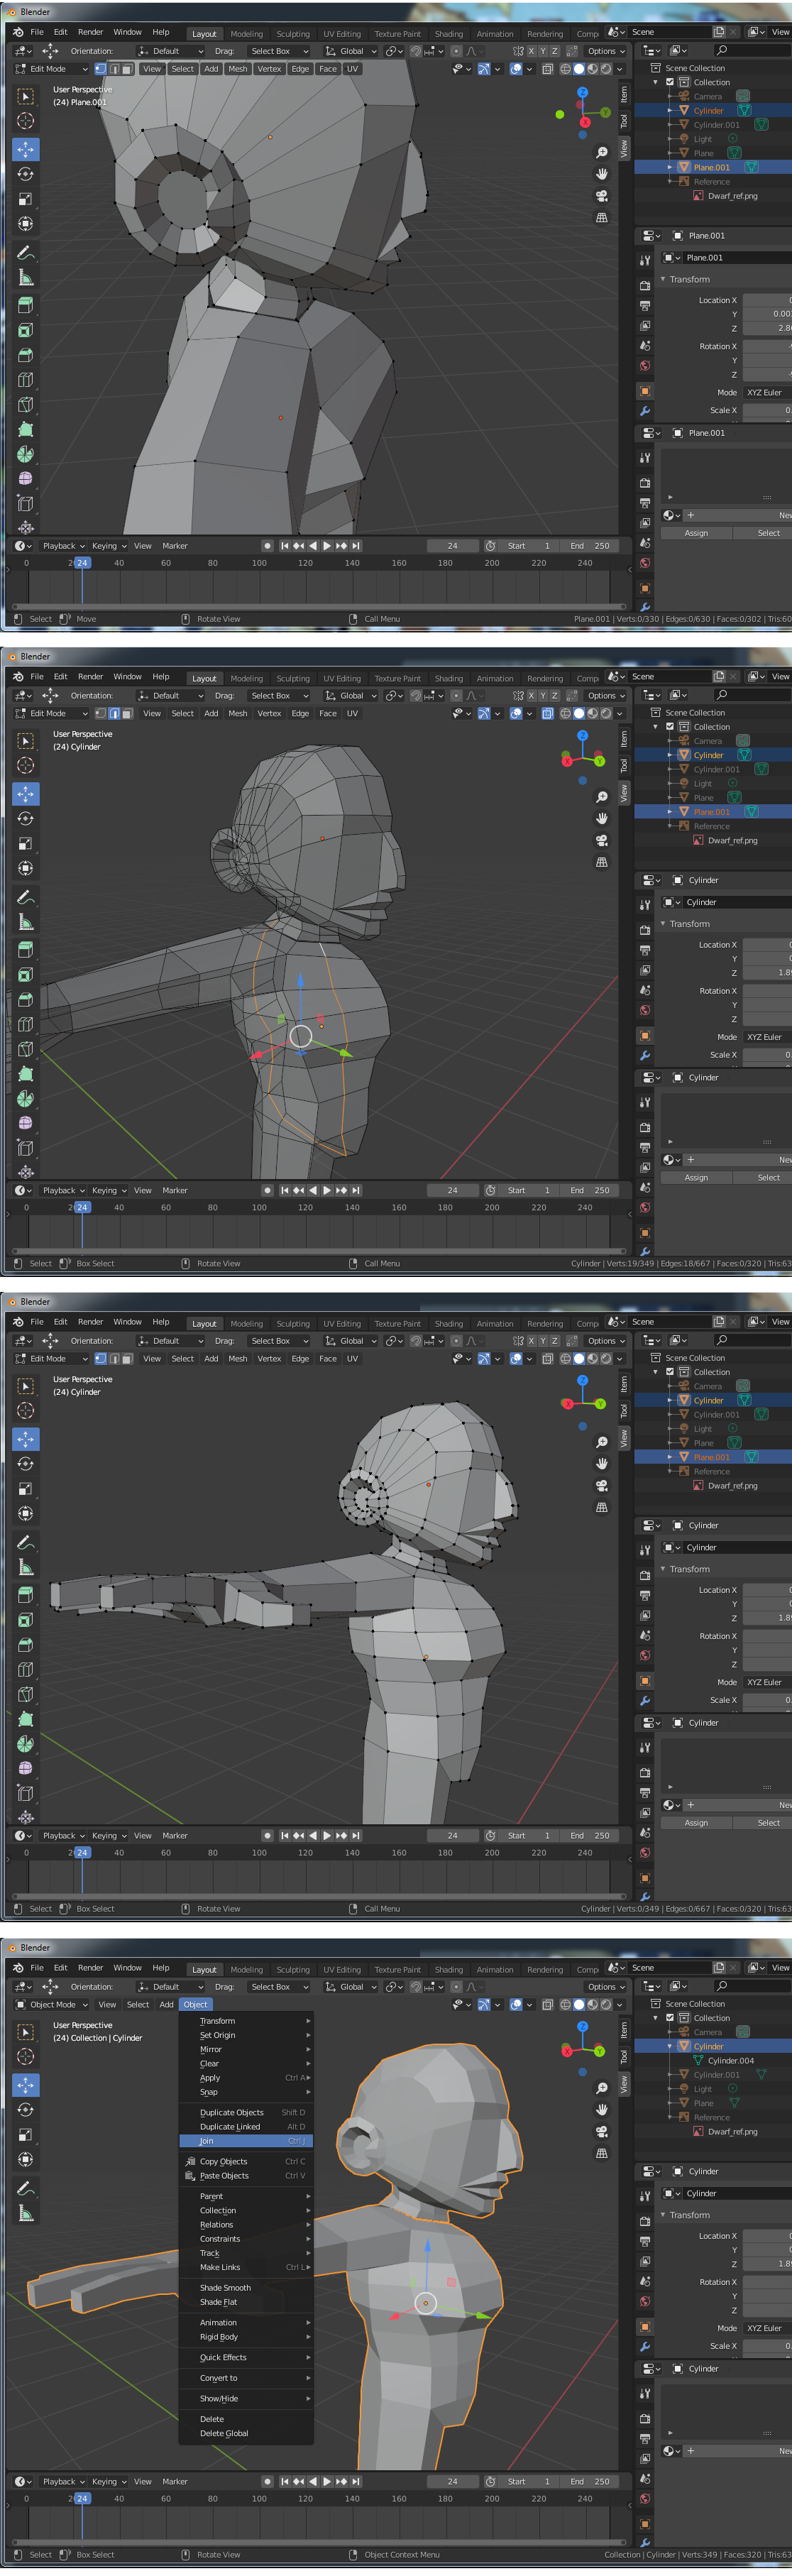 Blender
File Edit Render Window Help Layout Modeling Sculpting UV Editing Texture Paint Shading Animation Rendering Comp Scene View
Orientation: Default Drag: Select Box Global X Y Z Options
Edit Mode View Select Add Mesh Vertex Edge Face UV
User Perspective
(24) Plane.001
Item
Tool
View
Scene Collection
Collection
Camera
Cylinder
Cylinder.001
Light
Plane
Plane.001
Reference
Dwarf_ref.png
Plane.001
Plane.001
Transform
Location X 0
Y 0.00
Z 2.8
Rotation X
Y
Z
Mode XYZ Euler
Scale X 0.
Plane.001
+ New
Assign Select
Playback Keying View Marker 24 Start 1 End 250
0 24 40 60 80 100 120 140 160 180 200 220 240
Select Move Rotate View Call Menu Plane.001 | Verts:0/330 | Edges:0/630 | Faces:0/302 | Tris:60
Blender
File Edit Render Window Help Layout Modeling Sculpting UV Editing Texture Paint Shading Animation Rendering Comp Scene View
Orientation: Default Drag: Select Box Global X Y Z Options
Edit Mode View Select Add Mesh Vertex Edge Face UV
User Perspective
(24) Cylinder
Item
Tool
View
Scene Collection
Collection
Camera
Cylinder
Cylinder.001
Light
Plane
Plane.001
Reference
Dwarf_ref.png
Cylinder
Cylinder
Transform
Location X 0
Y 0
Z 1.8
Rotation X
Y
Z
Mode XYZ Euler
Scale X 0.
Cylinder
+ New
Assign Select
Playback Keying View Marker 24 Start 1 End 250
0 24 40 60 80 100 120 140 160 180 200 220 240
Select Box Select Rotate View Call Menu Cylinder | Verts:19/349 | Edges:18/667 | Faces:0/320 | Tris:63
Blender
File Edit Render Window Help Layout Modeling Sculpting UV Editing Texture Paint Shading Animation Rendering Comp Scene View
Orientation: Default Drag: Select Box Global X Y Z Options
Edit Mode View Select Add Mesh Vertex Edge Face UV
User Perspective
(24) Cylinder
Item
Tool
View
Scene Collection
Collection
Camera
Cylinder
Cylinder.001
Light
Plane
Plane.001
Reference
Dwarf_ref.png
Cylinder
Cylinder
Transform
Location X 0
Y 0
Z 1.8
Rotation X
Y
Z
Mode XYZ Euler
Scale X 0.
Cylinder
+ New
Assign Select
Playback Keying View Marker 24 Start 1 End 250
0 24 40 60 80 100 120 140 160 180 200 220 240
Select Box Select Rotate View Call Menu Cylinder | Verts:0/349 | Edges:0/667 | Faces:0/320 | Tris:63
Blender
File Edit Render Window Help Layout Modeling Sculpting UV Editing Texture Paint Shading Animation Rendering Comp Scene View
Orientation: Default Drag: Select Box Global Options
Object Mode View Select Add Object
User Perspective
(24) Collection | Cylinder
Transform
Set Origin
Mirror
Clear
Apply Ctrl A
Snap
Duplicate Objects Shift D
Duplicate Linked Alt D
Join Ctrl J
Copy Objects Ctrl C
Paste Objects Ctrl V
Parent
Collection
Relations
Constraints
Track
Make Links Ctrl L
Shade Smooth
Shade Flat
Animation
Rigid Body
Quick Effects
Convert to
Show/Hide
Delete
Delete Global
Item
Tool
View
Scene Collection
Collection
Camera
Cylinder
Cylinder.004
Cylinder.001
Light
Plane
Reference
Dwarf_ref.png
Cylinder
Cylinder
Transform
Location X 0
Y 0
Z 1.8
Rotation X
Y
Z
Mode XYZ Euler
Scale X 0.
Cylinder
+ New
Playback Keying View Marker 24 Start 1 End 250
0 24 40 60 80 100 120 140 160 180 200 220 240
Select Box Select Rotate View Object Context Menu Collection | Cylinder | Verts:349 | Faces:320 | Tris:63